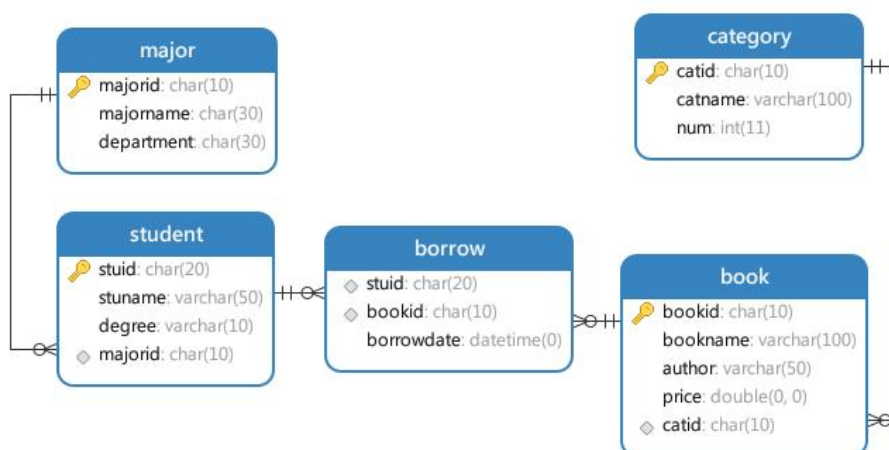 major
majorid: char(10)
majorname: char(30)
department: char(30)
category
catid: char(10)
catname: varchar(100)
num: int(11)
student
stuid: char(20)
stuname: varchar(50)
degree: varchar(10)
majorid: char(10)
borrow
stuid: char(20)
bookid: char(10)
borrowdate: datetime(0)
book
bookid: char(10)
bookname: varchar(100)
author: varchar(50)
price: double(0, 0)
catid: char(10)